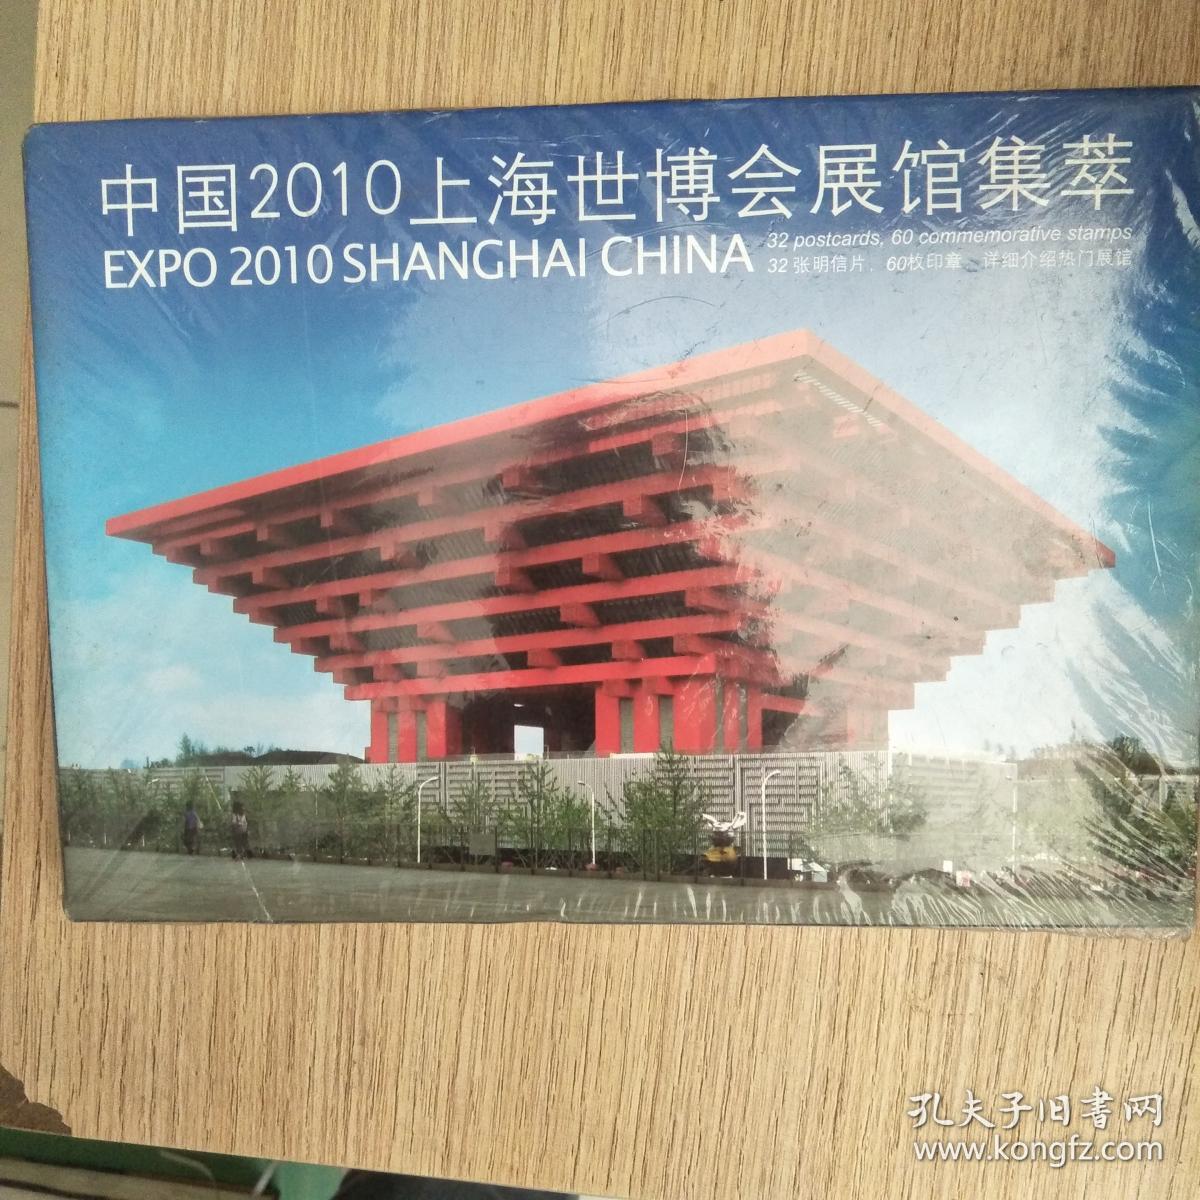 中国2010上海世博会展馆集萃
EXPO 2010 SHANGHAI CHINA
32 postcards, 60 commemorative stamps
32 张明信片, 60枚印章 详细介绍热门展馆
孔夫子旧书网
www.kongfz.com